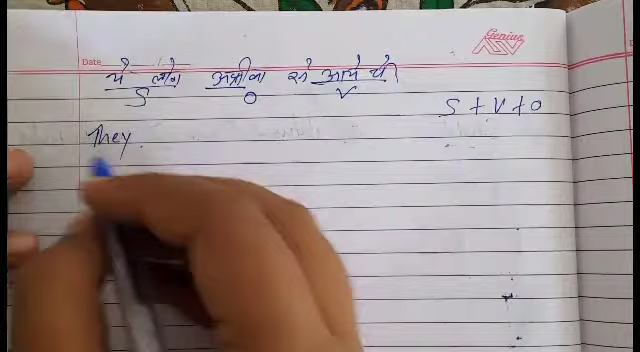 Genius
Date
ये लोग अफ्रीका से आये थे।
S O V
S + V + O
They